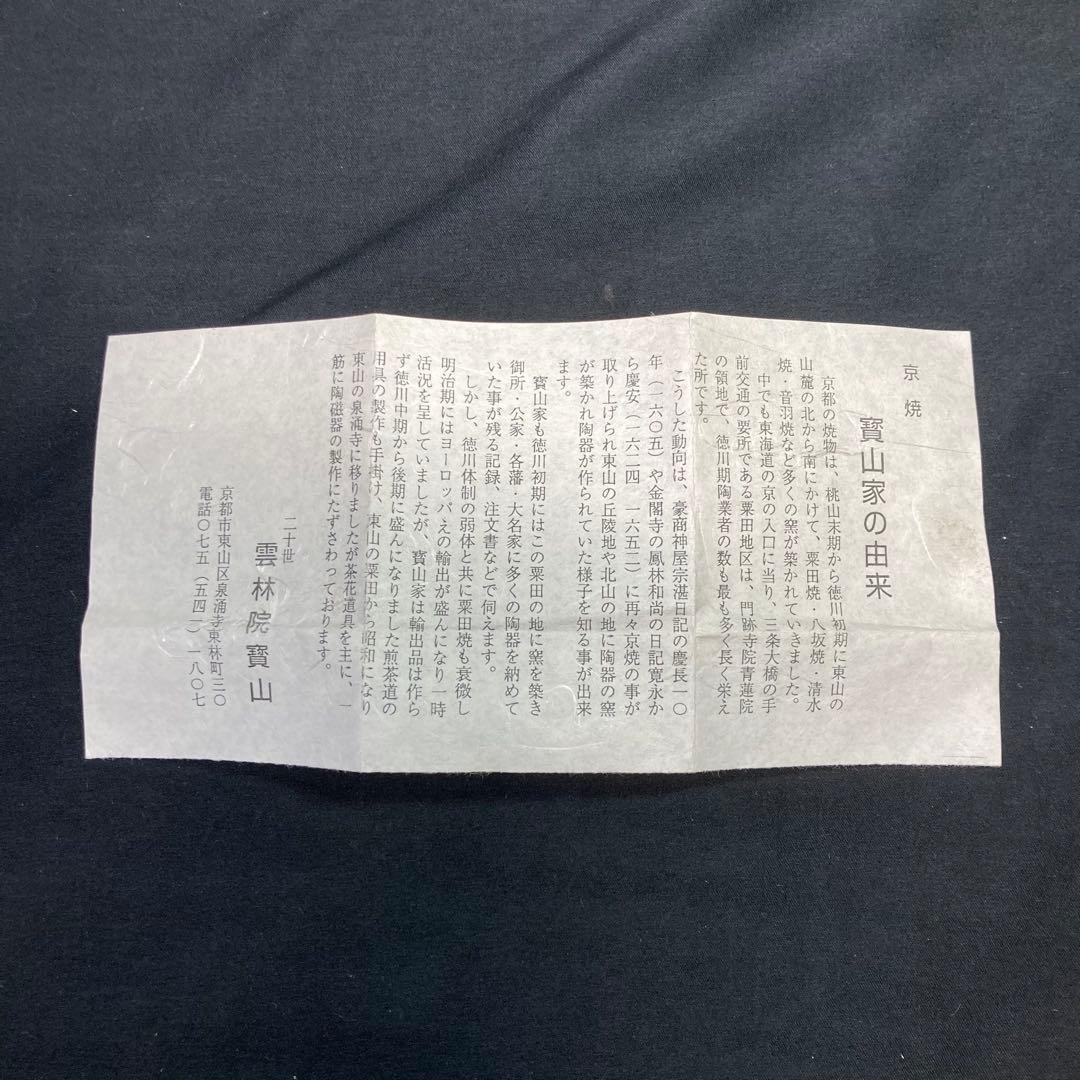 京焼
寳山家の由来
京都の焼物は、桃山末期から徳川初期に東山の
山麓の北から南にかけて、粟田焼・八坂焼・清水
焼・音羽焼など多くの窯が築かれていきました。
中でも東海道の京の入口に当り、三条大橋の手
前交通の要所である粟田地区は、門跡寺院青蓮院
の領地で、徳川期陶業者の数も最も多く長く栄え
た所です。
こうした動向は、豪商神屋宗湛日記の慶長一〇
年(一六〇五)や金閣寺の鳳林和尚の日記寛永か
ら慶安(一六二四 一六五三)に再々京焼の事が
取り上げられ東山の丘陵地や北山の地に陶器の窯
が築かれ陶器が作られていた様子を知る事が出来
ます。
寳山家も徳川初期にはこの粟田の地に窯を築き
御所・公家・各藩・大名家に多くの陶器を納めて
いた事が残る記録、注文書などで伺えます。
しかし、徳川体制の弱体と共に粟田焼も衰微し
明治期にはヨーロッパえの輸出が盛んになり一時
活況を呈していましたが、寳山家は輸出品は作ら
ず徳川中期から後期に盛んになりました煎茶道の
用具の製作も手掛け、東山の粟田から昭和になり
東山の泉涌寺に移りましたが茶花道具を主に、一
筋に陶磁器の製作にたずさわっております。
二十世
雲林院寳山
京都市東山区泉涌寺東林町三〇
電話〇七五(五四一)一八〇七